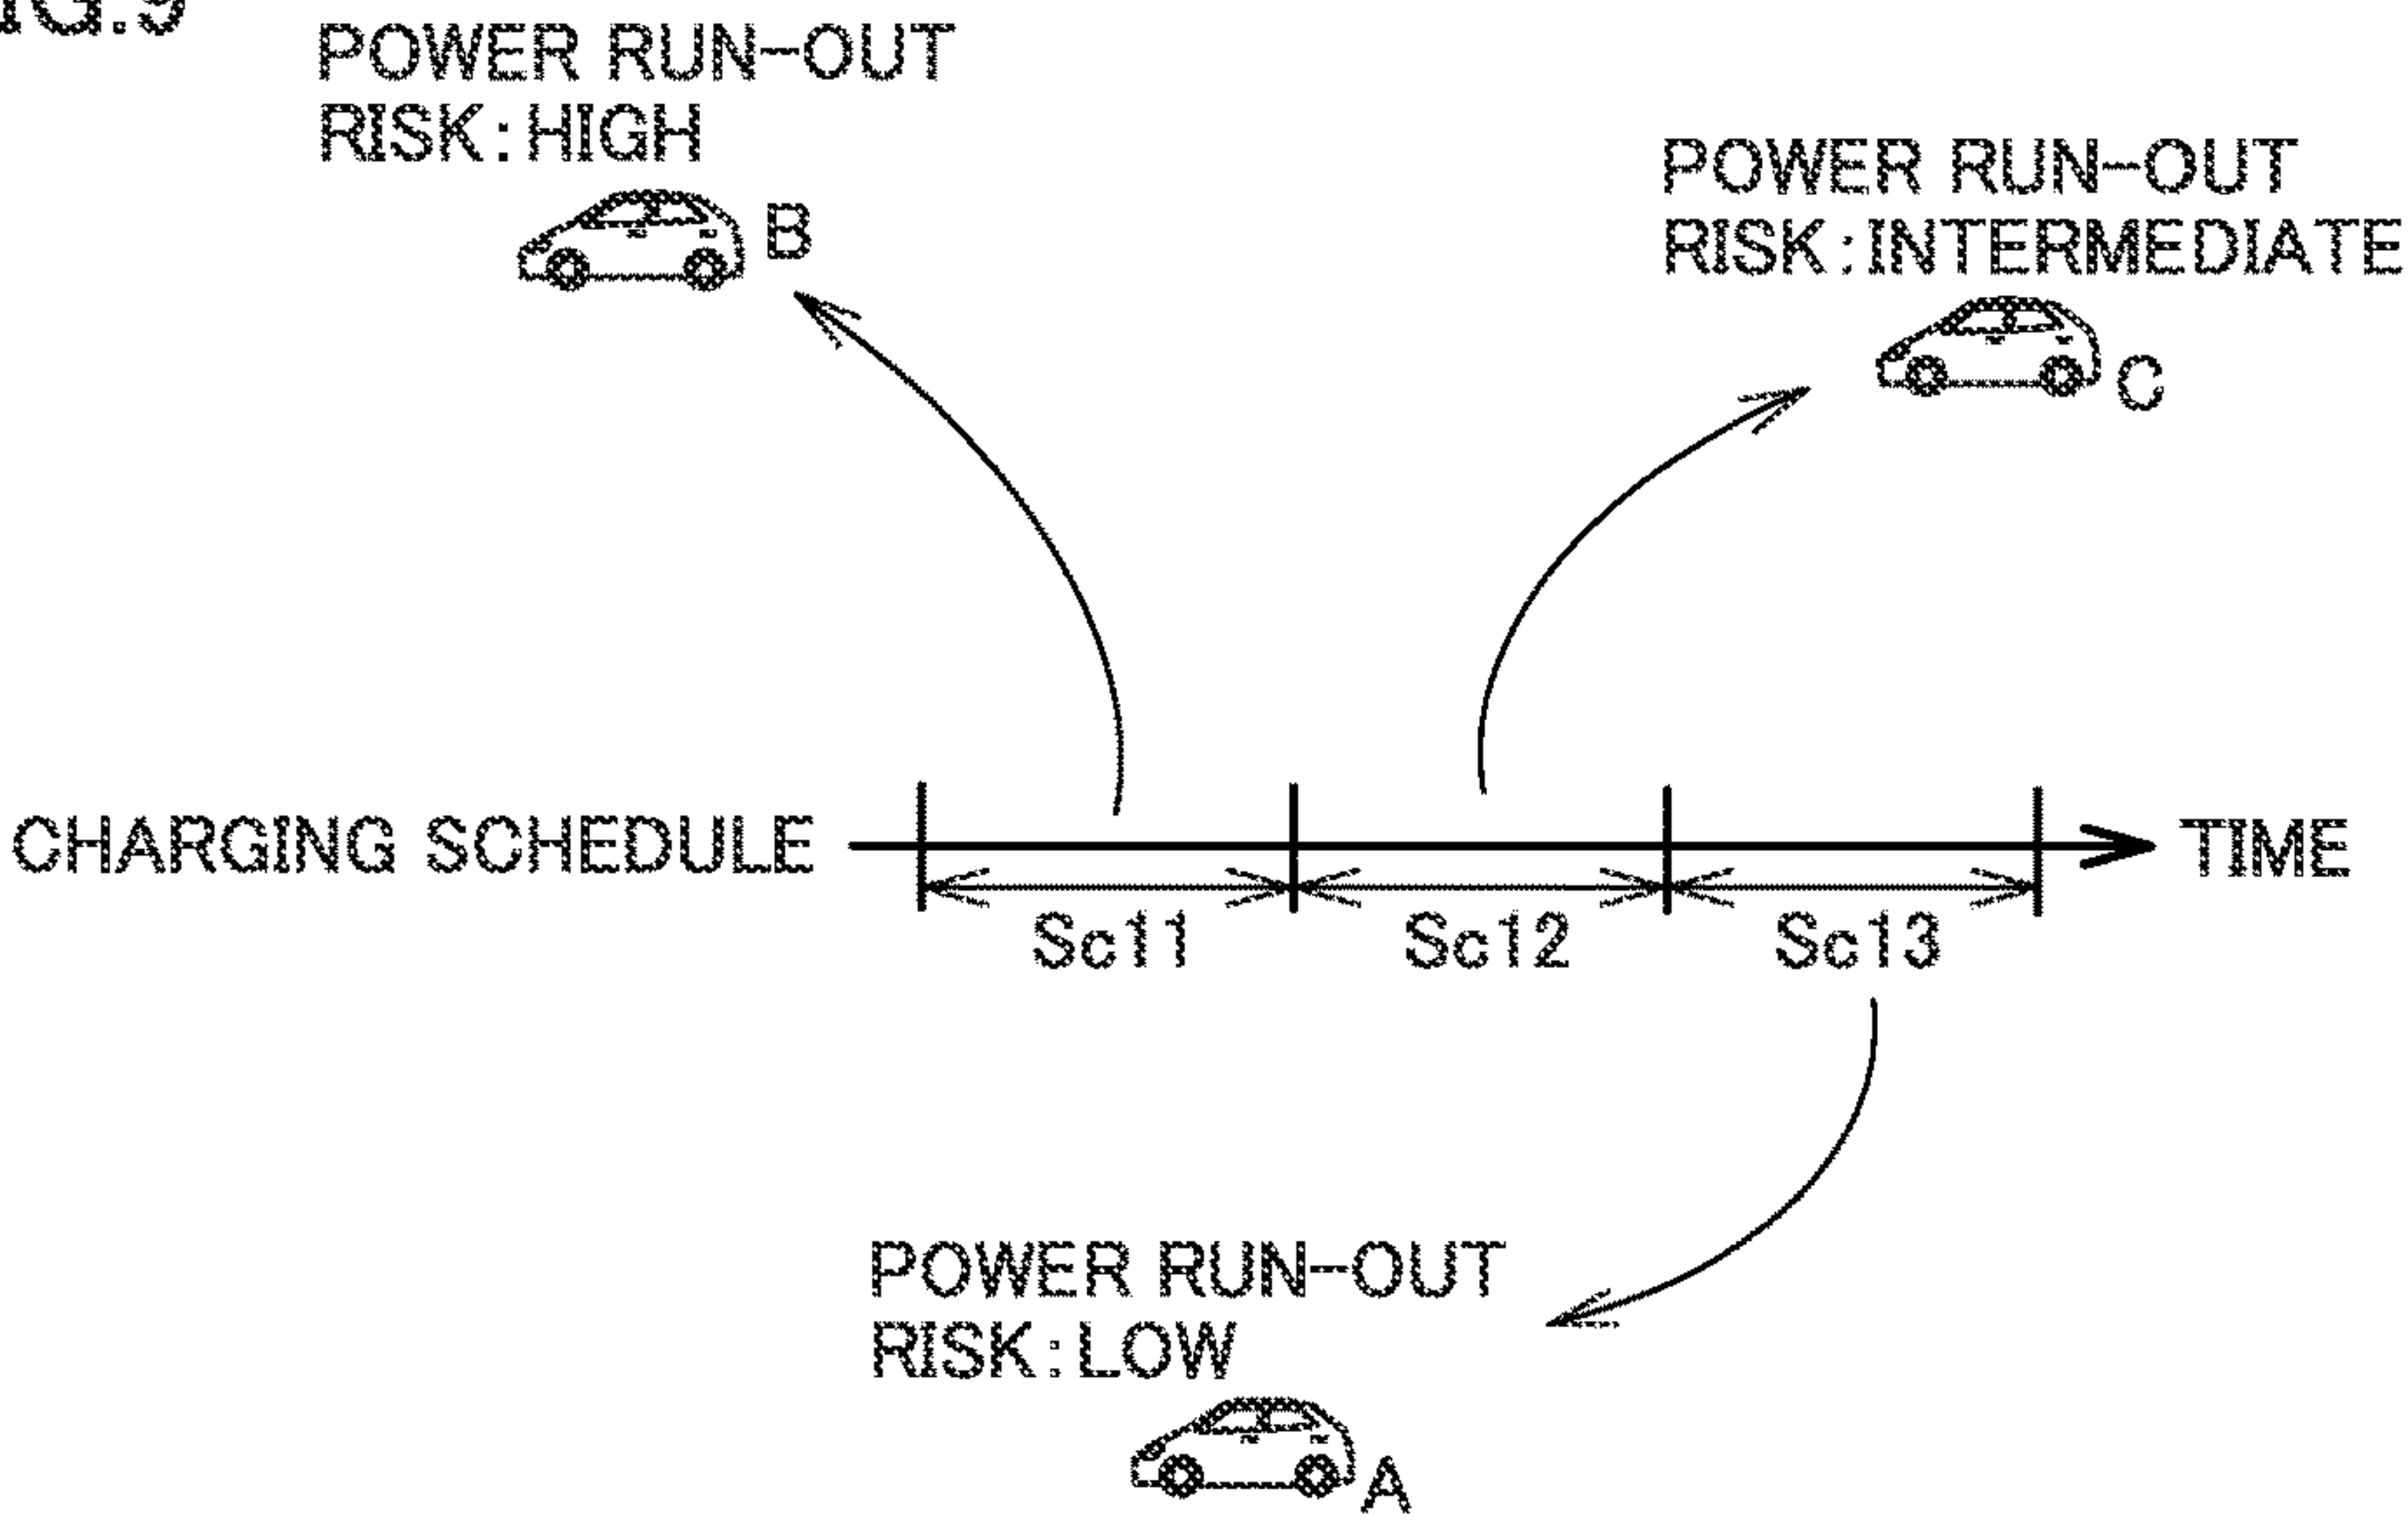 POWER RUN-OUT
RISK:HIGH
B
POWER RUN-OUT
RISK:INTERMEDIATE
C
CHARGING SCHEDULE
TIME
Sc11
Sc12
Sc13
POWER RUN-OUT
RISK:LOW
A